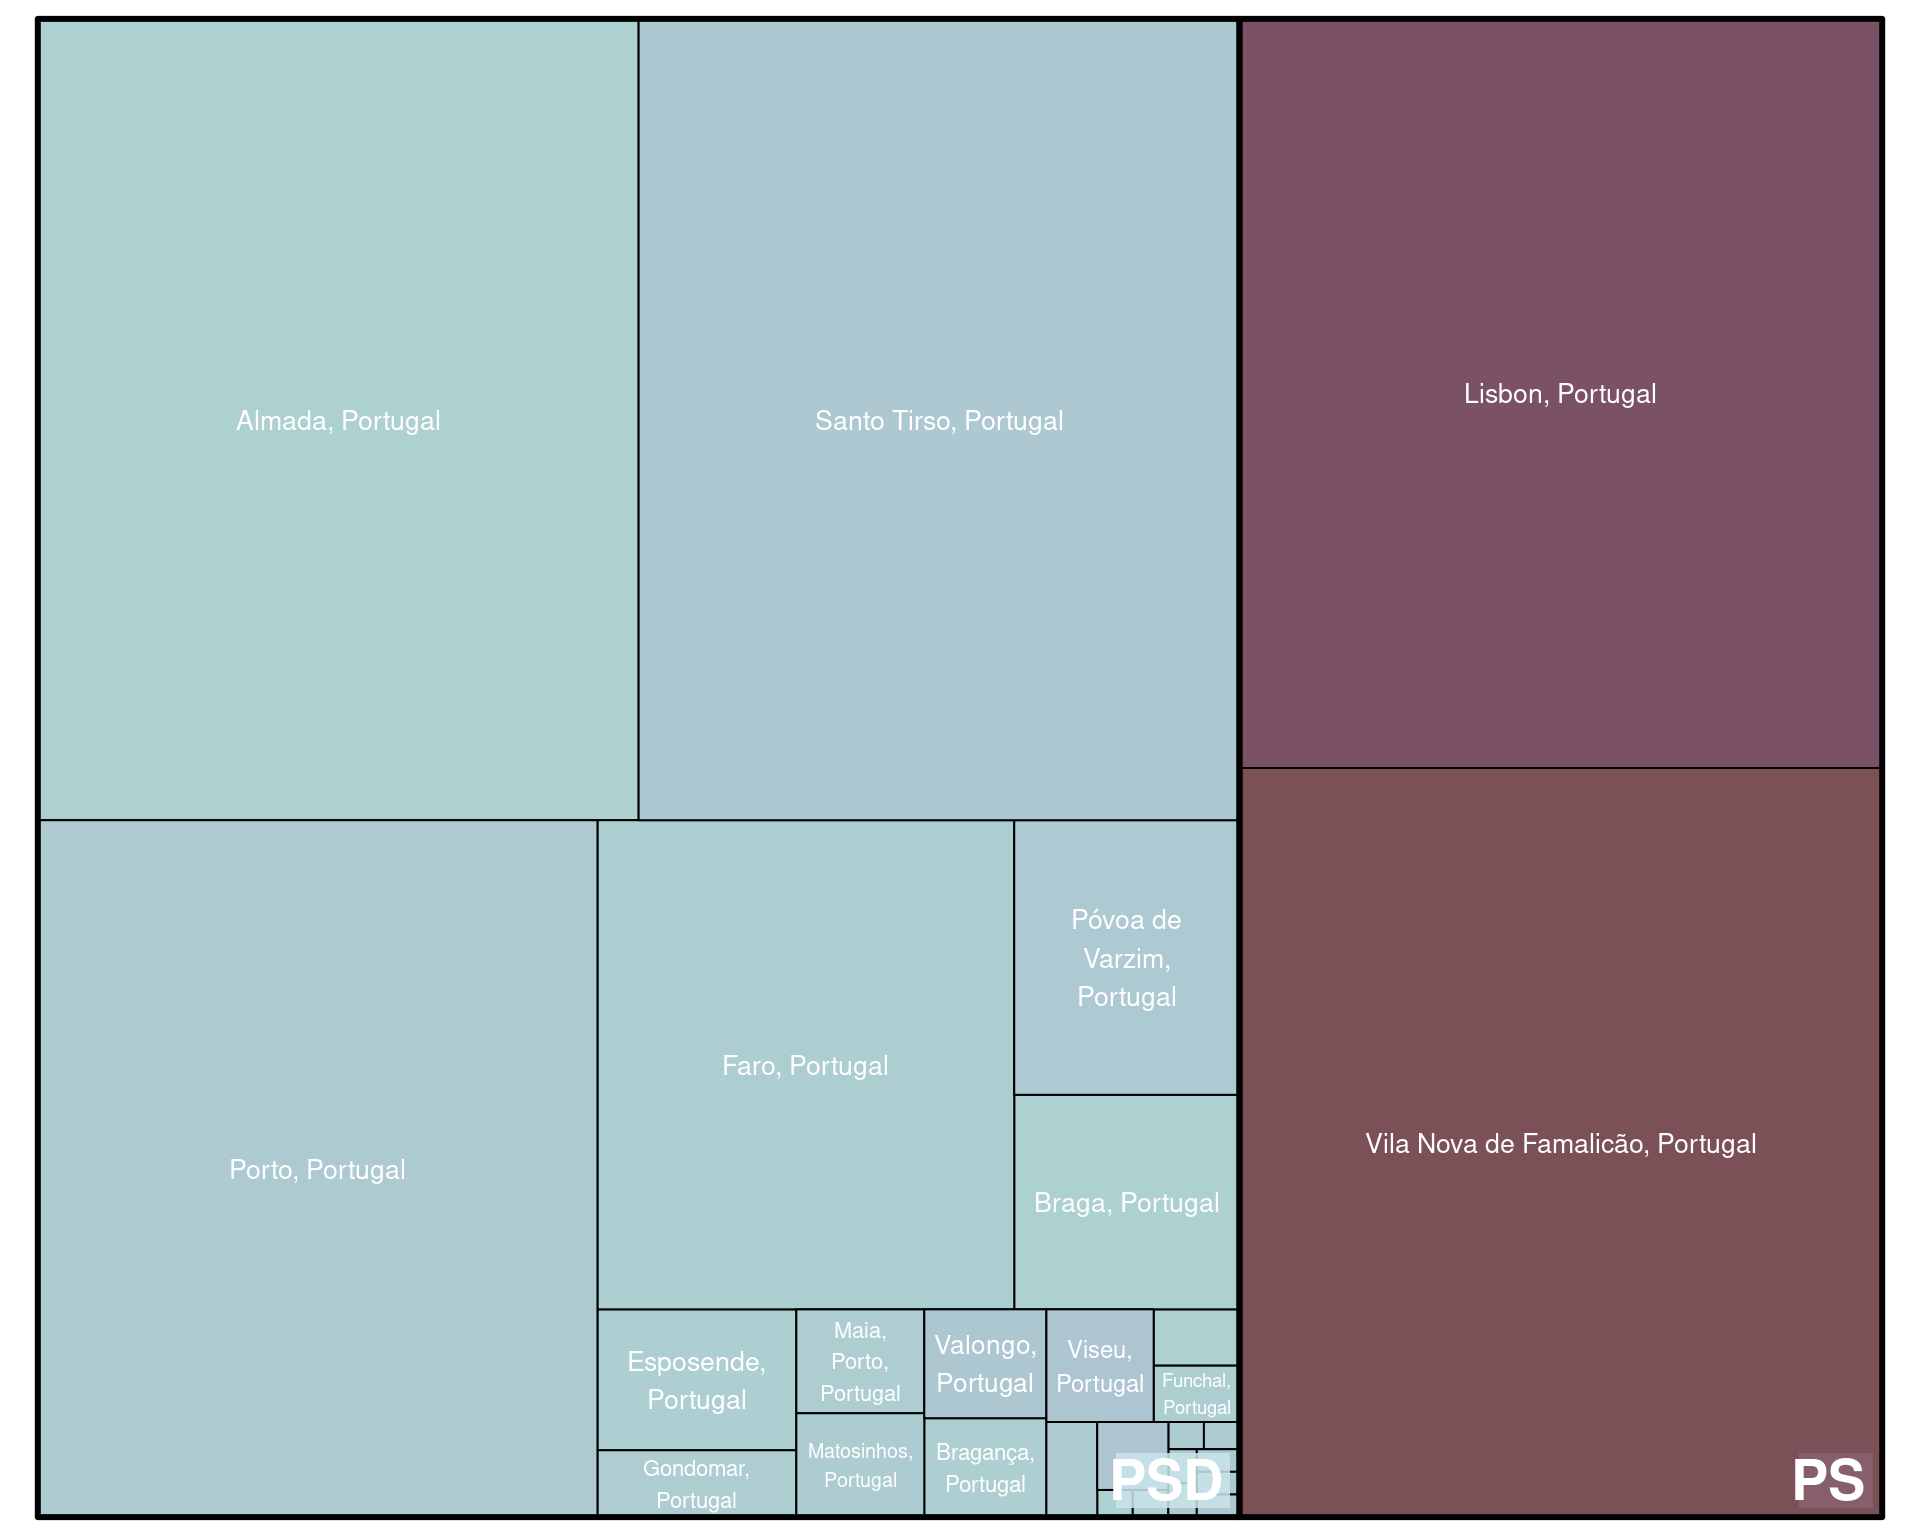 Almada, Portugal
Santo Tirso, Portugal
Lisbon, Portugal
Porto, Portugal
Faro, Portugal
Póvoa de
Varzim,
Portugal
Braga, Portugal
Vila Nova de Famalicão, Portugal
Esposende,
Portugal
Gondomar,
Portugal
Maia,
Porto,
Portugal
Matosinhos,
Portugal
Valongo,
Portugal
Bragança,
Portugal
Viseu,
Portugal
Funchal,
Portugal
PSD
PS